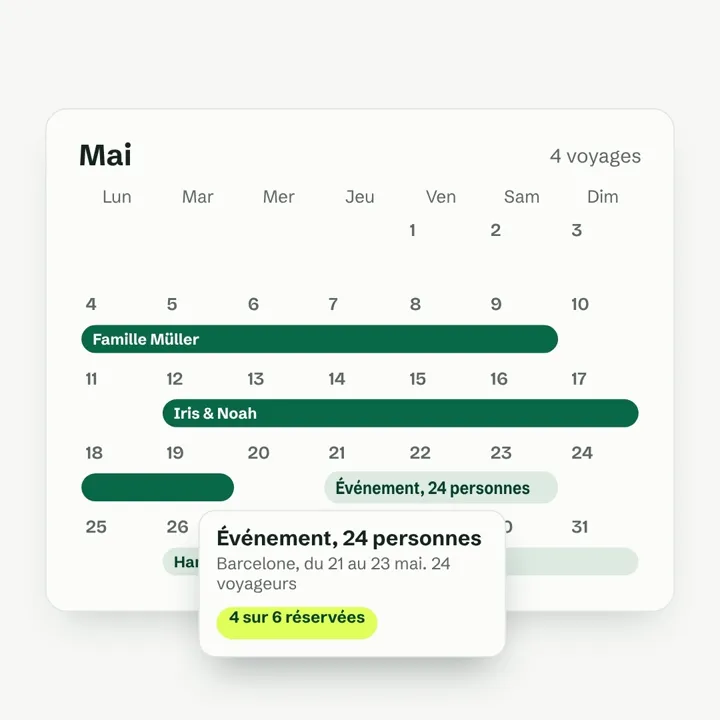 Mai
4 voyages
Lun Mar Mer Jeu Ven Sam Dim
1 2 3
4 5 6 7 8 9 10
Famille Müller
11 12 13 14 15 16 17
Iris & Noah
18 19 20 21 22 23 24
Événement, 24 personnes
25 26 31
Événement, 24 personnes
Barcelone, du 21 au 23 mai. 24
voyageurs
4 sur 6 réservées